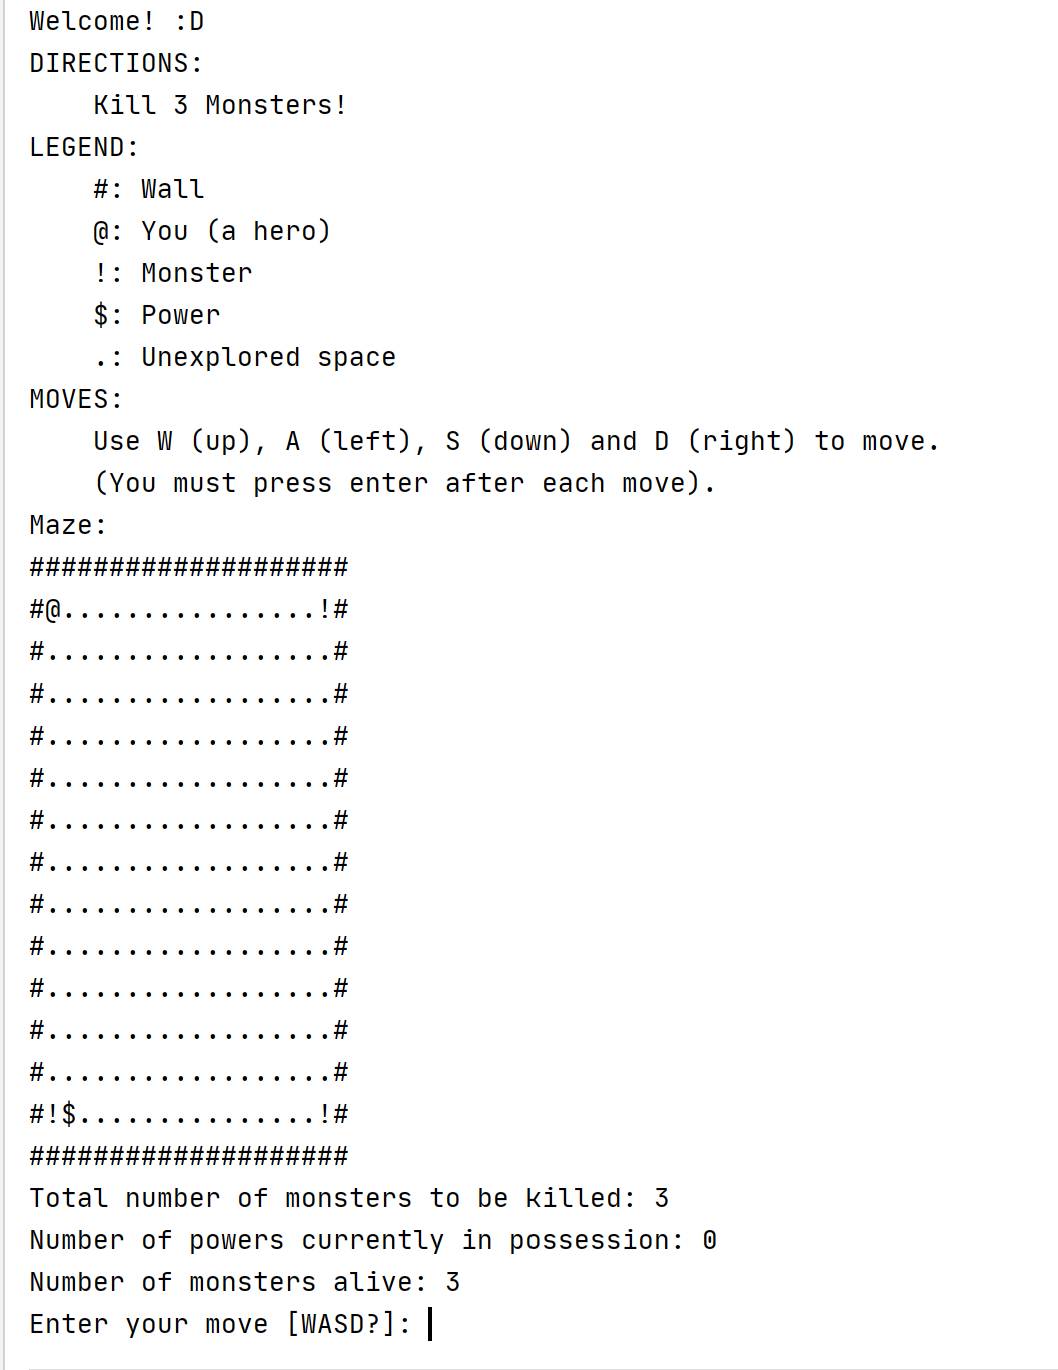 Welcome! :D
DIRECTIONS:
    Kill 3 Monsters!
LEGEND:
    #: Wall
    @: You (a hero)
    !: Monster
    $: Power
    .: Unexplored space
MOVES:
    Use W (up), A (left), S (down) and D (right) to move.
    (You must press enter after each move).
Maze:
####################
#@................!#
#..................#
#..................#
#..................#
#..................#
#..................#
#..................#
#..................#
#..................#
#..................#
#..................#
#..................#
#!$...............!#
####################
Total number of monsters to be killed: 3
Number of powers currently in possession: 0
Number of monsters alive: 3
Enter your move [WASD?]: